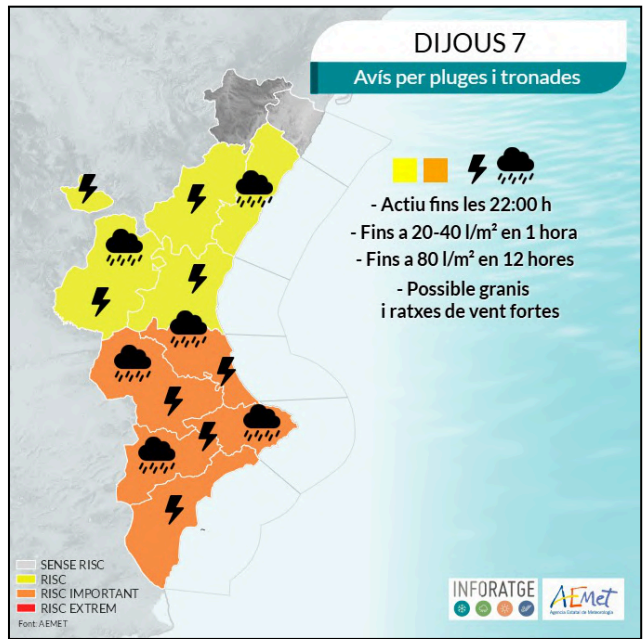 DIJOUS 7
Avís per pluges i tronades
- Actiu fins les 22:00 h
- Fins a 20-40 l/m² en 1 hora
- Fins a 80 l/m² en 12 hores
- Possible granis
i ratxes de vent fortes
SENSE RISC
RISC
RISC IMPORTANT
RISC EXTREM
Font: AEMET
INFORATGE
AEmet
Agencia Estatal de Meteorología